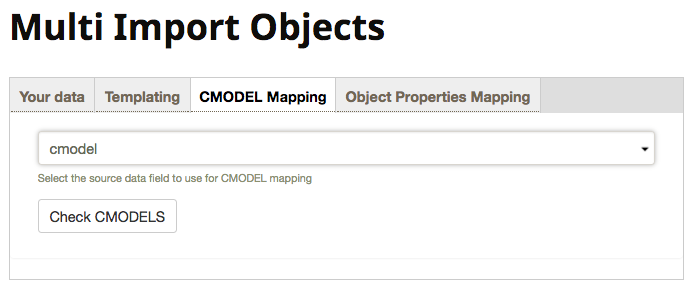 Multi Import Objects
Your data Templating CMODEL Mapping Object Properties Mapping
cmodel
Select the source data field to use for CMODEL mapping
Check CMODELS